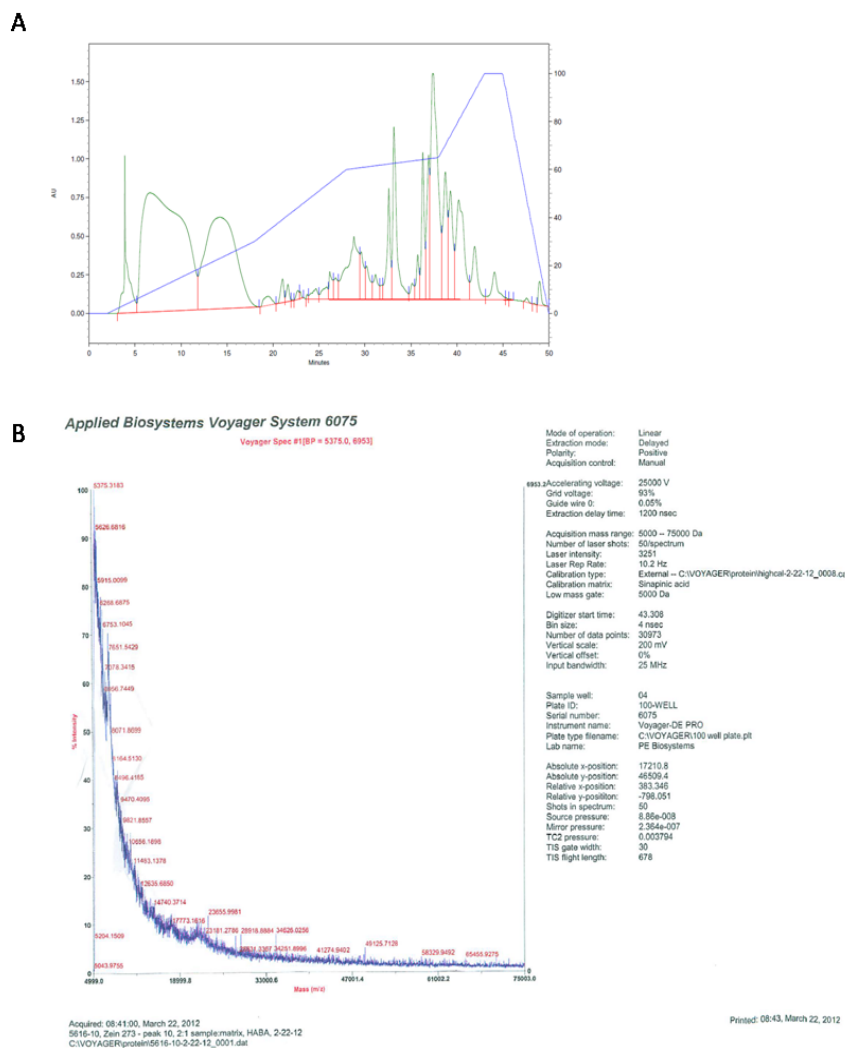 A
1.50
1.25
1.00
0.75
0.50
0.25
0.00
AU
100
80
60
40
20
0
0 5 10 15 20 25 30 35 40 45 50
Minutes
B
Applied Biosystems Voyager System 6075
Voyager Spec #1[BP = 5375.0, 6953]
100
90
80
70
60
50
40
30
20
10
0
% Intensity
5375.3183
6953.2
5626.6816
5915.0099
6753.1045
7651.5429
7078.3415
9470.4095
11463.1378
12635.6850
14740.3714
17773.1616
23655.9981
23181.2786 28918.8884 34626.0256
34251.8996 41274.9402 49125.7128 58329.9492 65455.9275
5204.1509
5043.9755
4999.0 18999.8 33000.6 47001.4 61002.2 75003.0
Mass (m/z)
Mode of operation: Linear
Extraction mode: Delayed
Polarity: Positive
Acquisition control: Manual
Accelerating voltage: 25000 V
Grid voltage: 93%
Guide wire 0: 0.05%
Extraction delay time: 1200 nsec
Acquisition mass range: 5000 -- 75000 Da
Number of laser shots: 50/spectrum
Laser intensity: 3251
Laser Rep Rate: 10.2 Hz
Calibration type: External -- C:\VOYAGER\protein\highcal-2-22-12_0008.ca
Calibration matrix: Sinapinic acid
Low mass gate: 5000 Da
Digitizer start time: 43.308
Bin size: 4 nsec
Number of data points: 30973
Vertical scale: 200 mV
Vertical offset: 0%
Input bandwidth: 25 MHz
Sample well: 04
Plate ID: 100-WELL
Serial number: 6075
Instrument name: Voyager-DE PRO
Plate type filename: C:\VOYAGER\100 well plate.plt
Lab name: PE Biosystems
Absolute x-position: 17210.8
Absolute y-position: 46509.4
Relative x-position: 383.346
Relative y-posititon: -798.051
Shots in spectrum: 50
Source pressure: 8.86e-008
Mirror pressure: 2.364e-007
TC2 pressure: 0.003794
TIS gate width: 30
TIS flight length: 678
Acquired: 08:41:00, March 22, 2012
5616-10, Zein 273 - peak 10, 2:1 sample:matrix, HABA, 2-22-12
C:\VOYAGER\protein\5616-10-2-22-12_0001.dat
Printed: 08:43, March 22, 2012